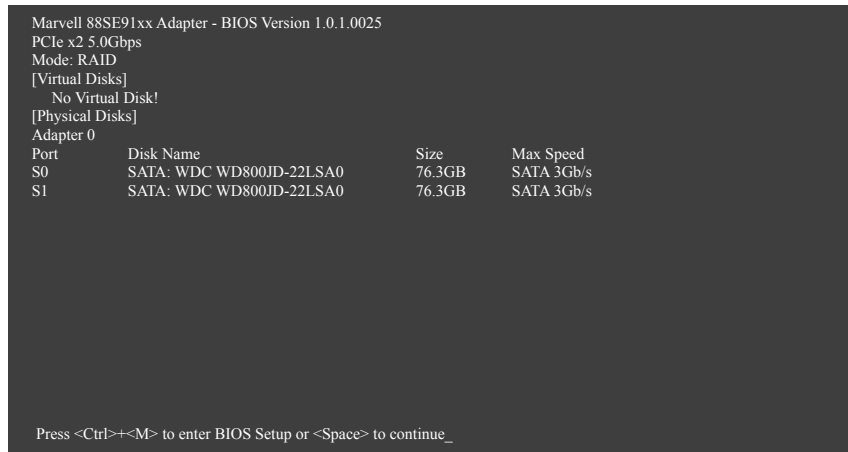 Marvell 88SE91xx Adapter - BIOS Version 1.0.1.0025
PCIe x2 5.0Gbps
Mode: RAID
[Virtual Disks]
No Virtual Disk!
[Physical Disks]
Adapter 0
Port Disk Name Size Max Speed
S0 SATA: WDC WD800JD-22LSA0 76.3GB SATA 3Gb/s
S1 SATA: WDC WD800JD-22LSA0 76.3GB SATA 3Gb/s
Press <Ctrl>+<M> to enter BIOS Setup or <Space> to continue_